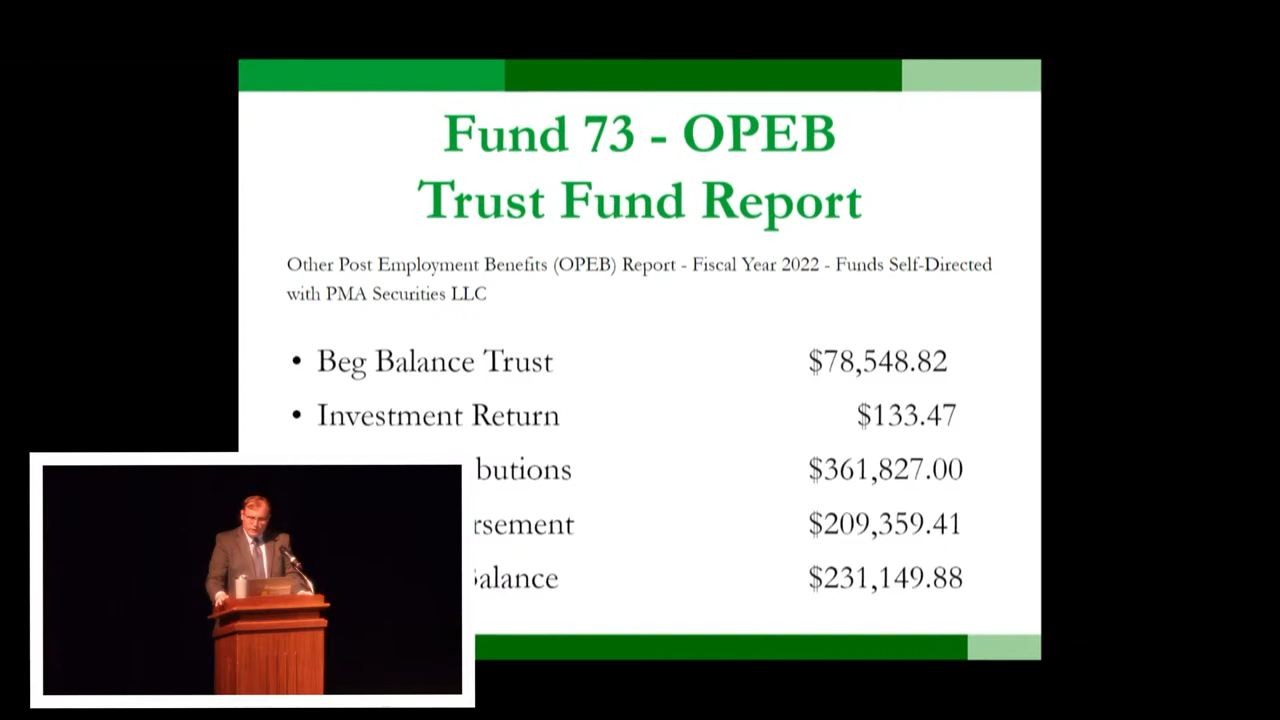 Fund 73 - OPEB
Trust Fund Report
Other Post Employment Benefits (OPEB) Report - Fiscal Year 2022 - Funds Self-Directed
with PMA Securities LLC
• Beg Balance Trust $78,548.82
• Investment Return $133.47
butions $361,827.00
rsement $209,359.41
alance $231,149.88